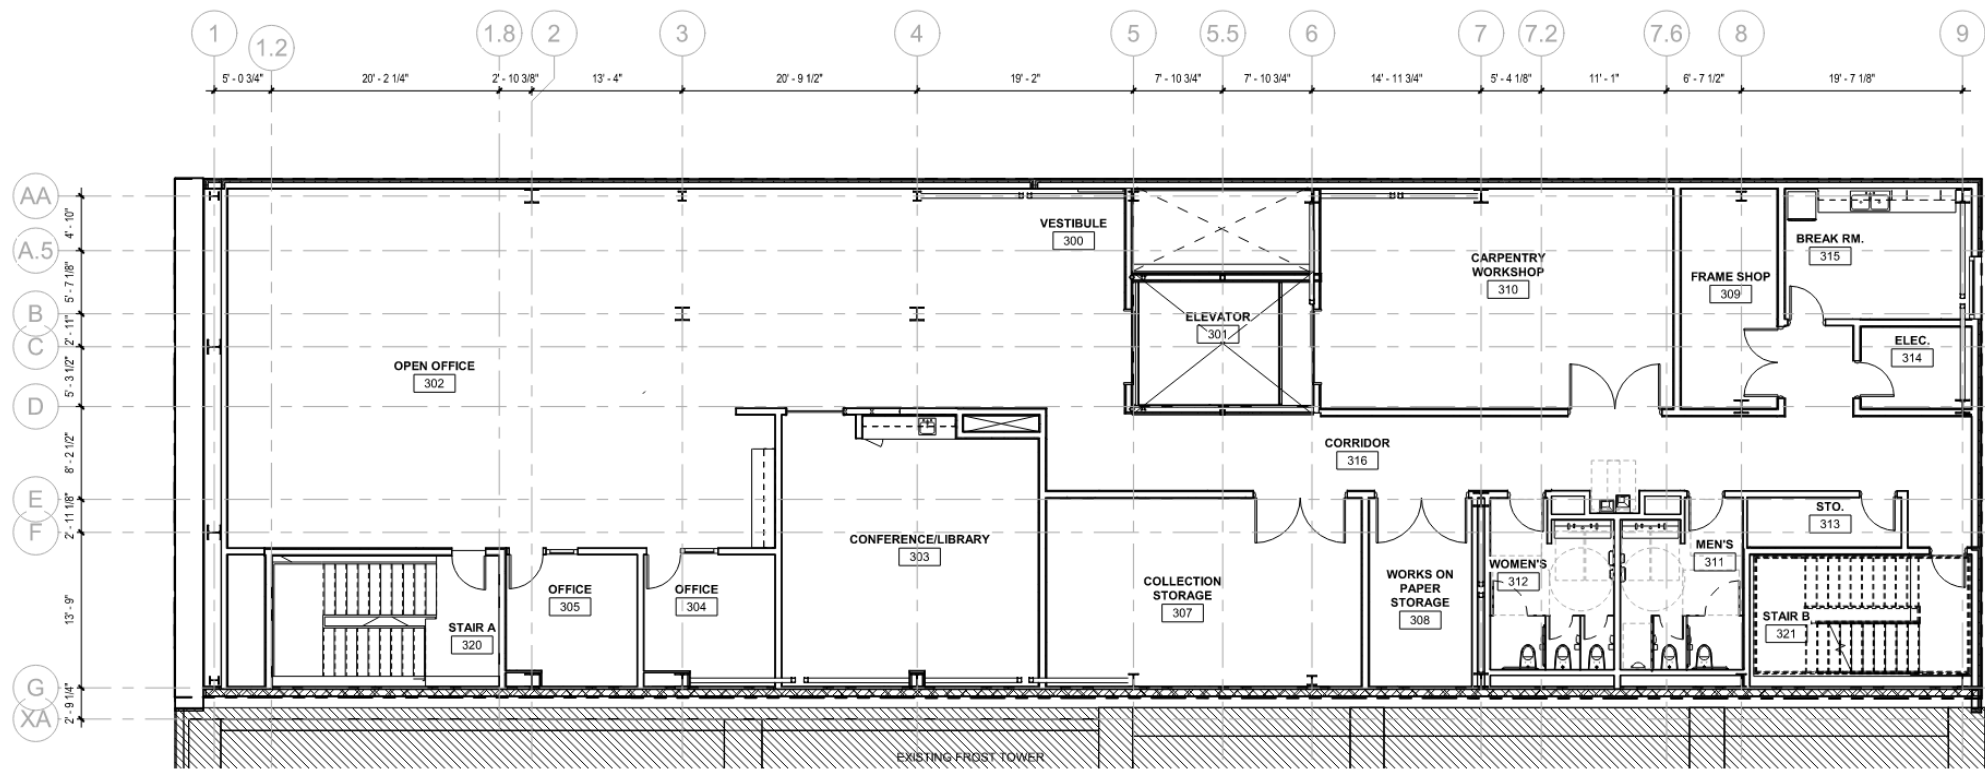 1
1.2
1.8
2
3
4
5
5.5
6
7
7.2
7.6
8
9
5' - 0 3/4"
20' - 2 1/4"
2' - 10 3/8"
13' - 4"
20' - 9 1/2"
19' - 2"
7' - 10 3/4"
7' - 10 3/4"
14' - 11 3/4"
5' - 4 1/8"
11' - 1"
6' - 7 1/2"
19' - 7 1/8"
AA
A.5
B
C
D
E
F
G
XA
4' - 10"
5' - 7 1/8"
2' - 11"
5' - 3 1/2"
8' - 2 1/2"
2' - 11 1/8"
13' - 9"
2' - 9 1/4"
VESTIBULE
300
ELEVATOR
301
CARPENTRY
WORKSHOP
310
FRAME SHOP
309
BREAK RM.
315
ELEC.
314
OPEN OFFICE
302
CORRIDOR
316
CONFERENCE/LIBRARY
303
STO.
313
MEN'S
311
WOMEN'S
312
COLLECTION
STORAGE
307
WORKS ON
PAPER
STORAGE
308
OFFICE
305
OFFICE
304
STAIR A
320
STAIR B
321
EXISTING FROST TOWER